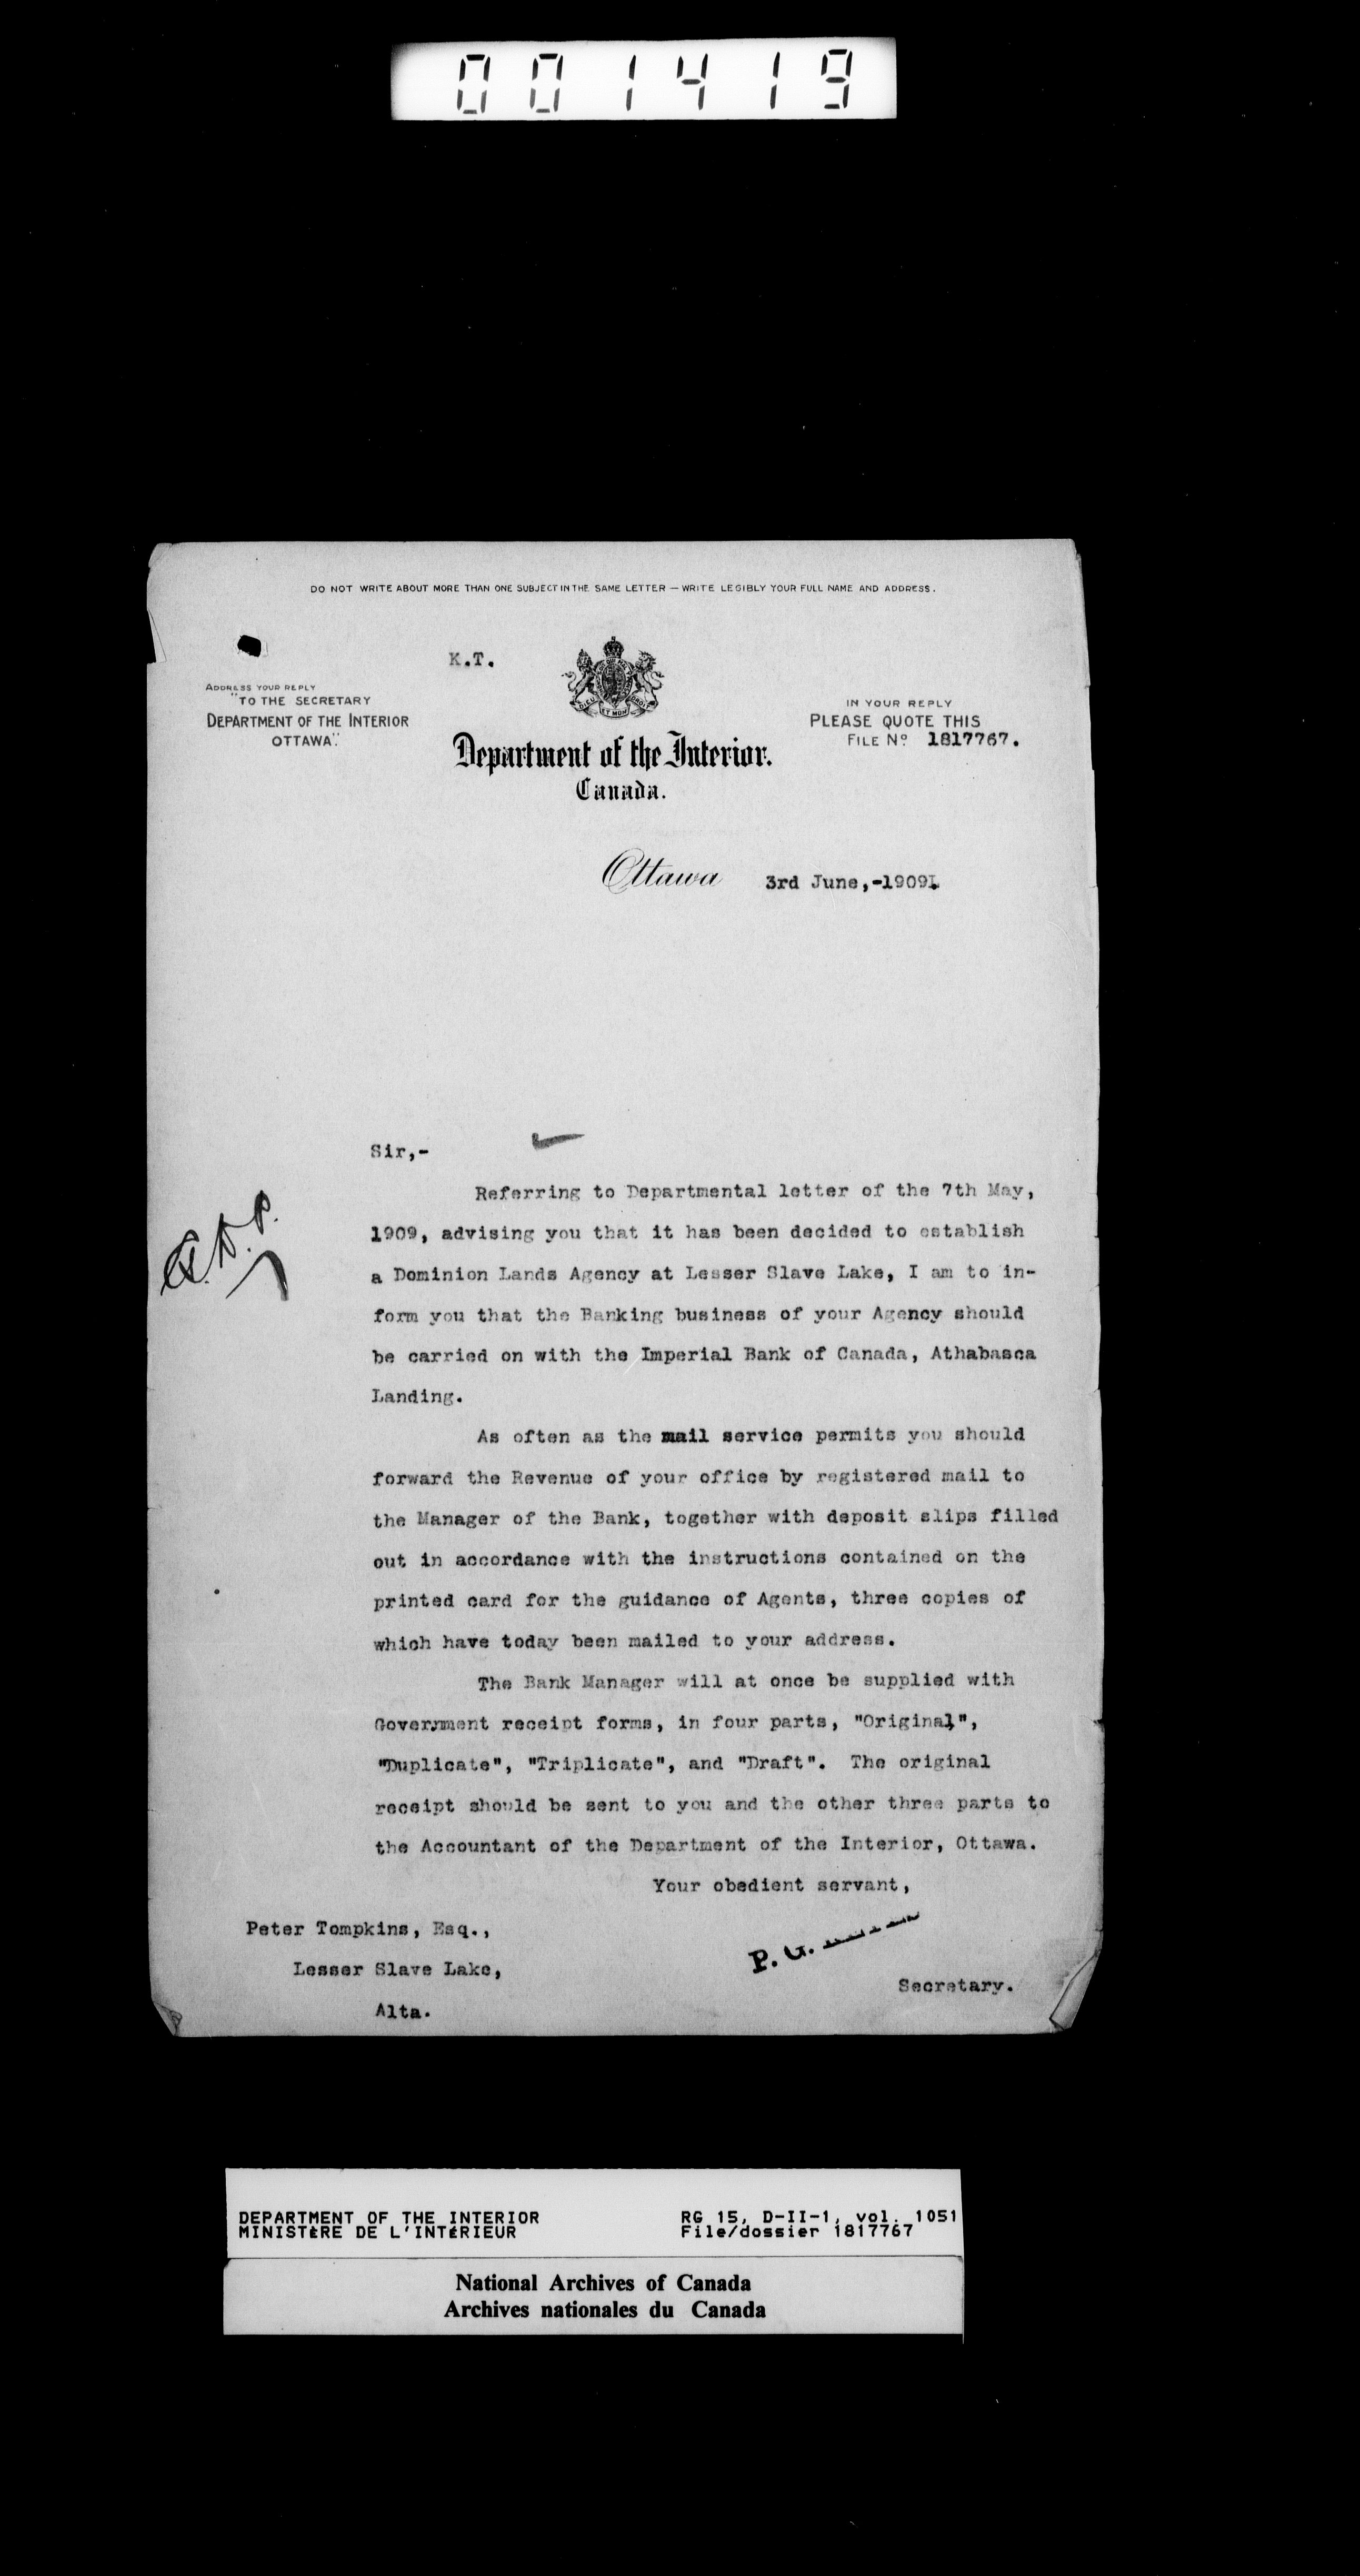 001419
DO NOT WRITE ABOUT MORE THAN ONE SUBJECT IN THE SAME LETTER — WRITE LEGIBLY YOUR FULL NAME AND ADDRESS.
K.T.
ADDRESS YOUR REPLY
"TO THE SECRETARY
DEPARTMENT OF THE INTERIOR
OTTAWA".
DIEU ET MON DROIT
IN YOUR REPLY
PLEASE QUOTE THIS
FILE No 1817767.
Department of the Interior.
Canada.
Ottawa 3rd June,-1909.
Sir,-
Referring to Departmental letter of the 7th May,
1909, advising you that it has been decided to establish
a Dominion Lands Agency at Lesser Slave Lake, I am to in-
form you that the Banking business of your Agency should
be carried on with the Imperial Bank of Canada, Athabasca
Landing.
As often as the mail service permits you should
forward the Revenue of your office by registered mail to
the Manager of the Bank, together with deposit slips filled
out in accordance with the instructions contained on the
printed card for the guidance of Agents, three copies of
which have today been mailed to your address.
The Bank Manager will at once be supplied with
Government receipt forms, in four parts, "Original",
"Duplicate", "Triplicate", and "Draft". The original
receipt should be sent to you and the other three parts to
the Accountant of the Department of the Interior, Ottawa.
Your obedient servant,
P. G.
Secretary.
Peter Tompkins, Esq.,
Lesser Slave Lake,
Alta.
DEPARTMENT OF THE INTERIOR
MINISTÈRE DE L'INTÉRIEUR
RG 15, D-II-1, vol. 1051
File/dossier 1817767
National Archives of Canada
Archives nationales du Canada